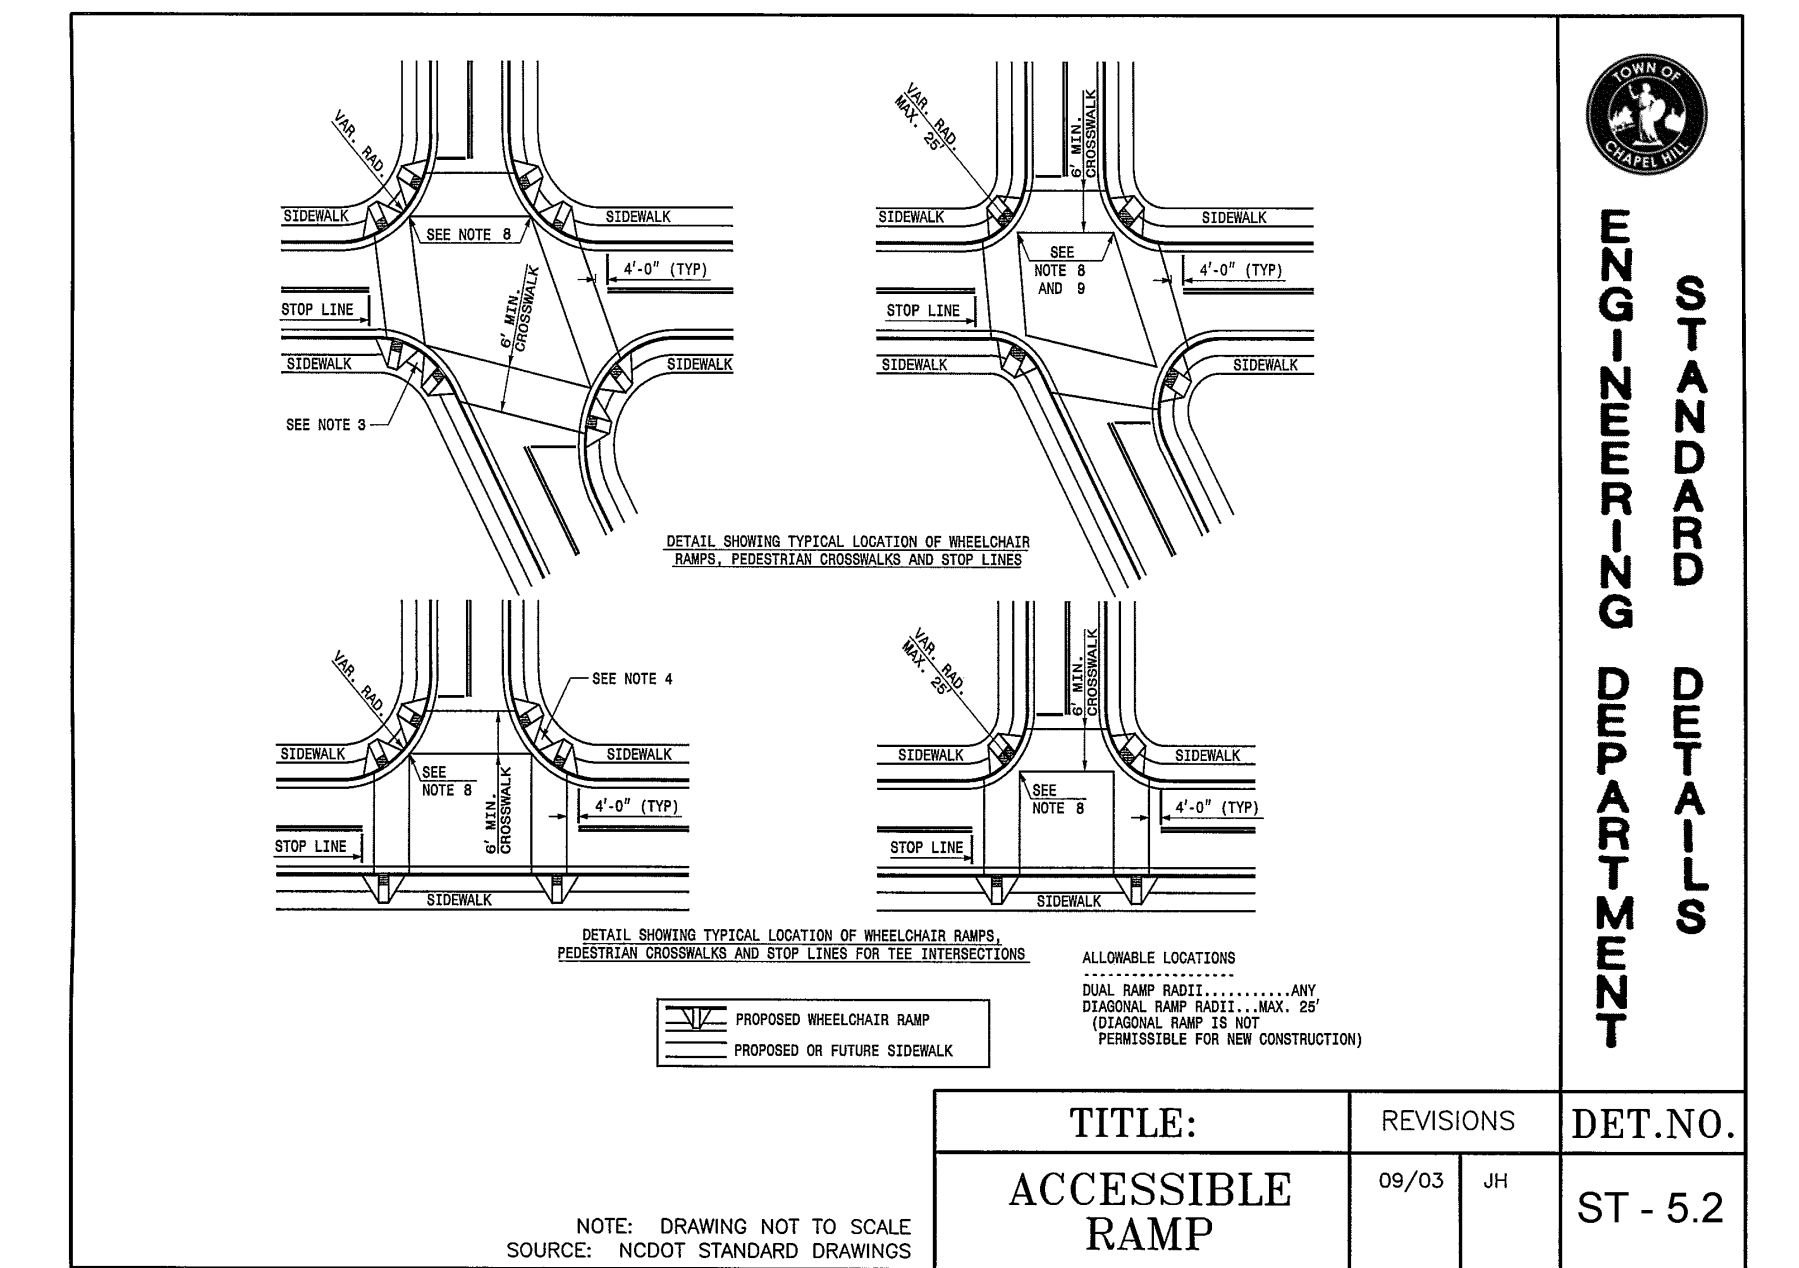 VAR. RAD.
SIDEWALK
SIDEWALK
SEE NOTE 8
4'-0" (TYP)
6' MIN.
CROSSWALK
STOP LINE
SIDEWALK
SIDEWALK
SEE NOTE 3
VAR. RAD.
MAX. 25'
6' MIN.
CROSSWALK
SIDEWALK
SIDEWALK
SEE
NOTE 8
AND 9
4'-0" (TYP)
STOP LINE
SIDEWALK
SIDEWALK
DETAIL SHOWING TYPICAL LOCATION OF WHEELCHAIR
RAMPS, PEDESTRIAN CROSSWALKS AND STOP LINES
VAR. RAD.
SEE NOTE 4
SIDEWALK
SIDEWALK
SEE
NOTE 8
6' MIN.
CROSSWALK
4'-0" (TYP)
STOP LINE
SIDEWALK
VAR. RAD.
MAX. 25'
6' MIN.
CROSSWALK
SIDEWALK
SIDEWALK
SEE
NOTE 8
4'-0" (TYP)
STOP LINE
SIDEWALK
DETAIL SHOWING TYPICAL LOCATION OF WHEELCHAIR RAMPS,
PEDESTRIAN CROSSWALKS AND STOP LINES FOR TEE INTERSECTIONS
ALLOWABLE LOCATIONS
-------------------
DUAL RAMP RADII...........ANY
DIAGONAL RAMP RADII...MAX. 25'
(DIAGONAL RAMP IS NOT
PERMISSIBLE FOR NEW CONSTRUCTION)
PROPOSED WHEELCHAIR RAMP
PROPOSED OR FUTURE SIDEWALK
NOTE: DRAWING NOT TO SCALE
SOURCE: NCDOT STANDARD DRAWINGS
TOWN OF
CHAPEL HILL
ENGINEERING DEPARTMENT
STANDARD DETAILS
TITLE:
ACCESSIBLE
RAMP
REVISIONS
09/03 JH
DET.NO.
ST - 5.2